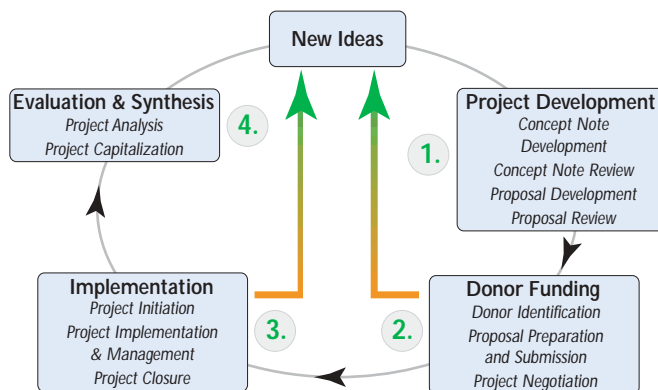 New Ideas
Evaluation & Synthesis
Project Analysis
Project Capitalization
4.
Project Development
Concept Note
Development
Concept Note Review
Proposal Development
Proposal Review
1.
Implementation
Project Initiation
Project Implementation
& Management
Project Closure
3.
2.
Donor Funding
Donor Identification
Proposal Preparation
and Submission
Project Negotiation